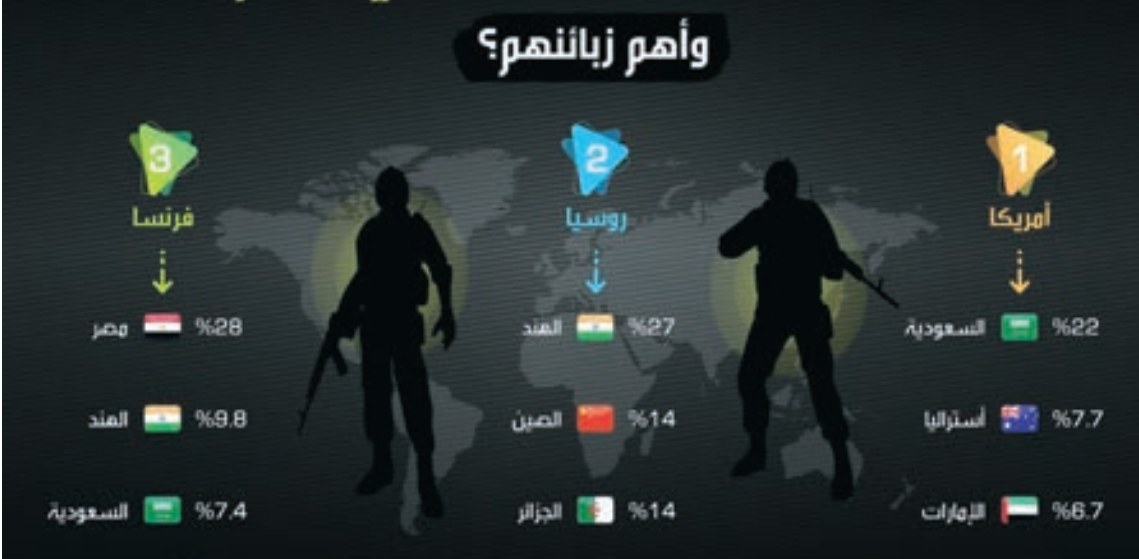 وأهم زبائنهم؟
1
أمريكا
%22 السعودية
%7.7 أستراليا
%6.7 الإمارات
2
روسيا
%27 الهند
%14 الصين
%14 الجزائر
3
فرنسا
%28 مصر
%9.8 الهند
%7.4 السعودية